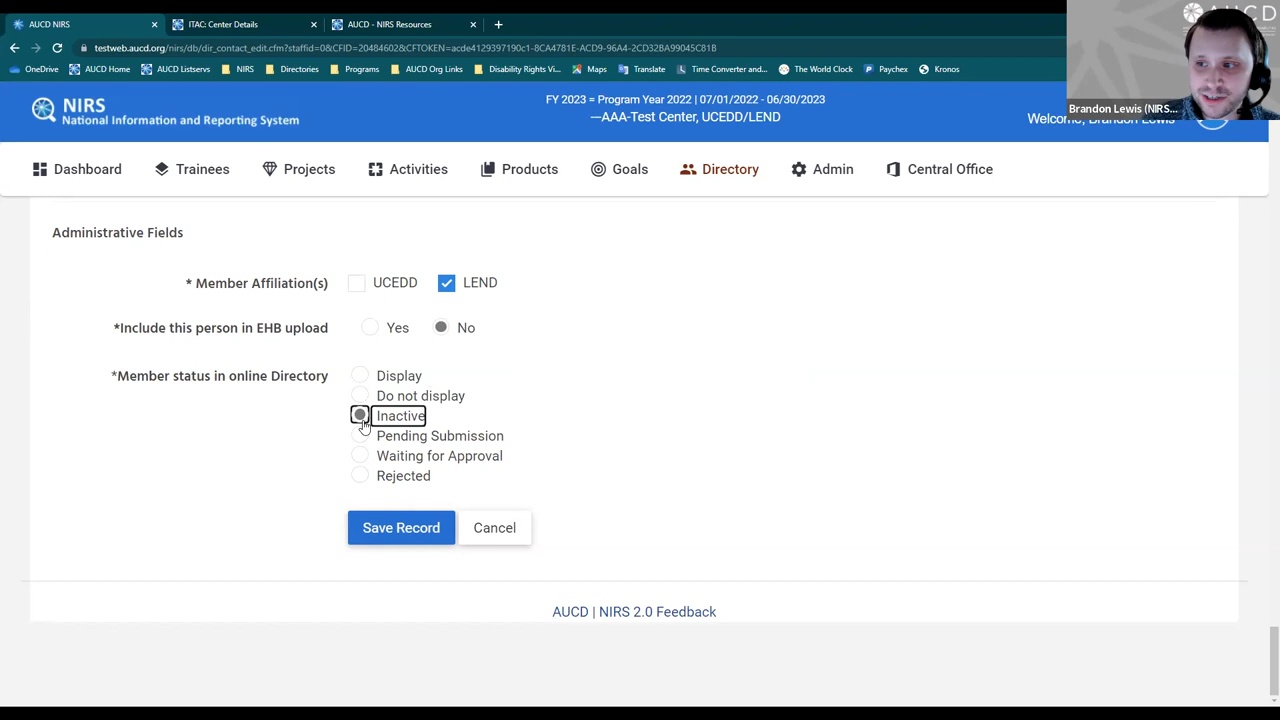 AUCD NIRS
ITAC: Center Details
AUCD - NIRS Resources
AUCD
testweb.aucd.org/nirs/db/dir_contact_edit.cfm?staffid=0&CFID=20484602&CFTOKEN=acde4129397190c1-8CA4781E-ACD9-96A4-2CD32BA99045C81B
OneDrive
AUCD Home
AUCD Listservs
NIRS
Directories
Programs
AUCD Org Links
Disability Rights Vi...
Maps
Translate
Time Converter and...
The World Clock
Paychex
Kronos
Brandon Lewis (NIRS...
NIRS
National Information and Reporting System
FY 2023 = Program Year 2022 | 07/01/2022 - 06/30/2023
—AAA-Test Center, UCEDD/LEND
Welcome, Brandon Lewis
Dashboard
Trainees
Projects
Activities
Products
Goals
Directory
Admin
Central Office
Administrative Fields
* Member Affiliation(s)
UCEDD
LEND
*Include this person in EHB upload
Yes
No
*Member status in online Directory
Display
Do not display
Inactive
Pending Submission
Waiting for Approval
Rejected
Save Record
Cancel
AUCD | NIRS 2.0 Feedback